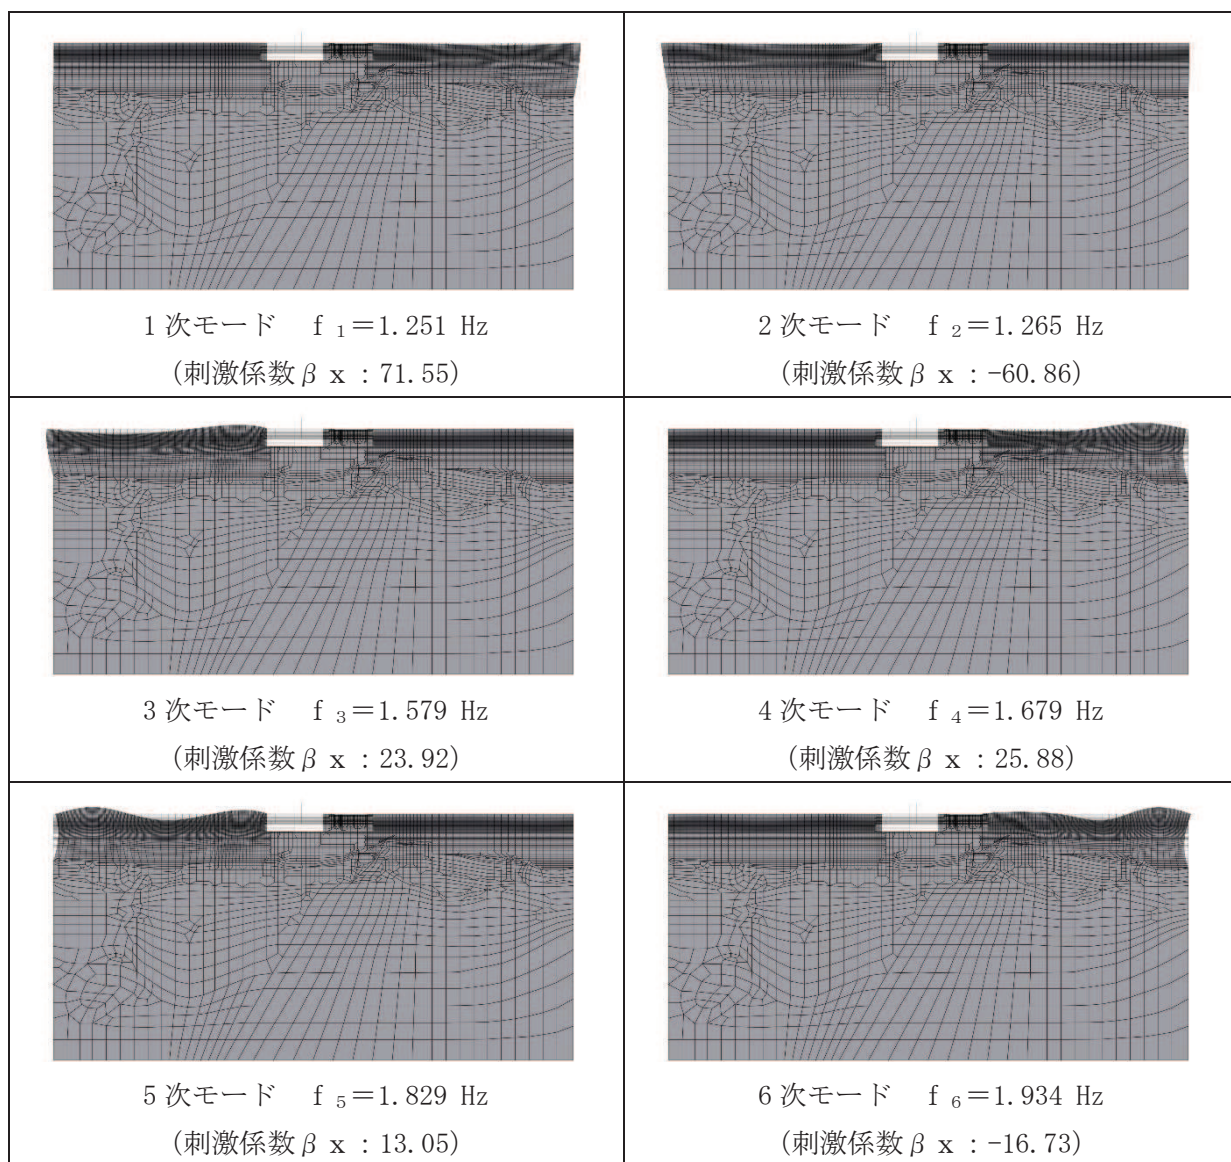 1次モード f 1=1.251 Hz
(刺激係数β x : 71.55)
2次モード f 2=1.265 Hz
(刺激係数β x : -60.86)
3次モード f 3=1.579 Hz
(刺激係数β x : 23.92)
4次モード f 4=1.679 Hz
(刺激係数β x : 25.88)
5次モード f 5=1.829 Hz
(刺激係数β x : 13.05)
6次モード f 6=1.934 Hz
(刺激係数β x : -16.73)